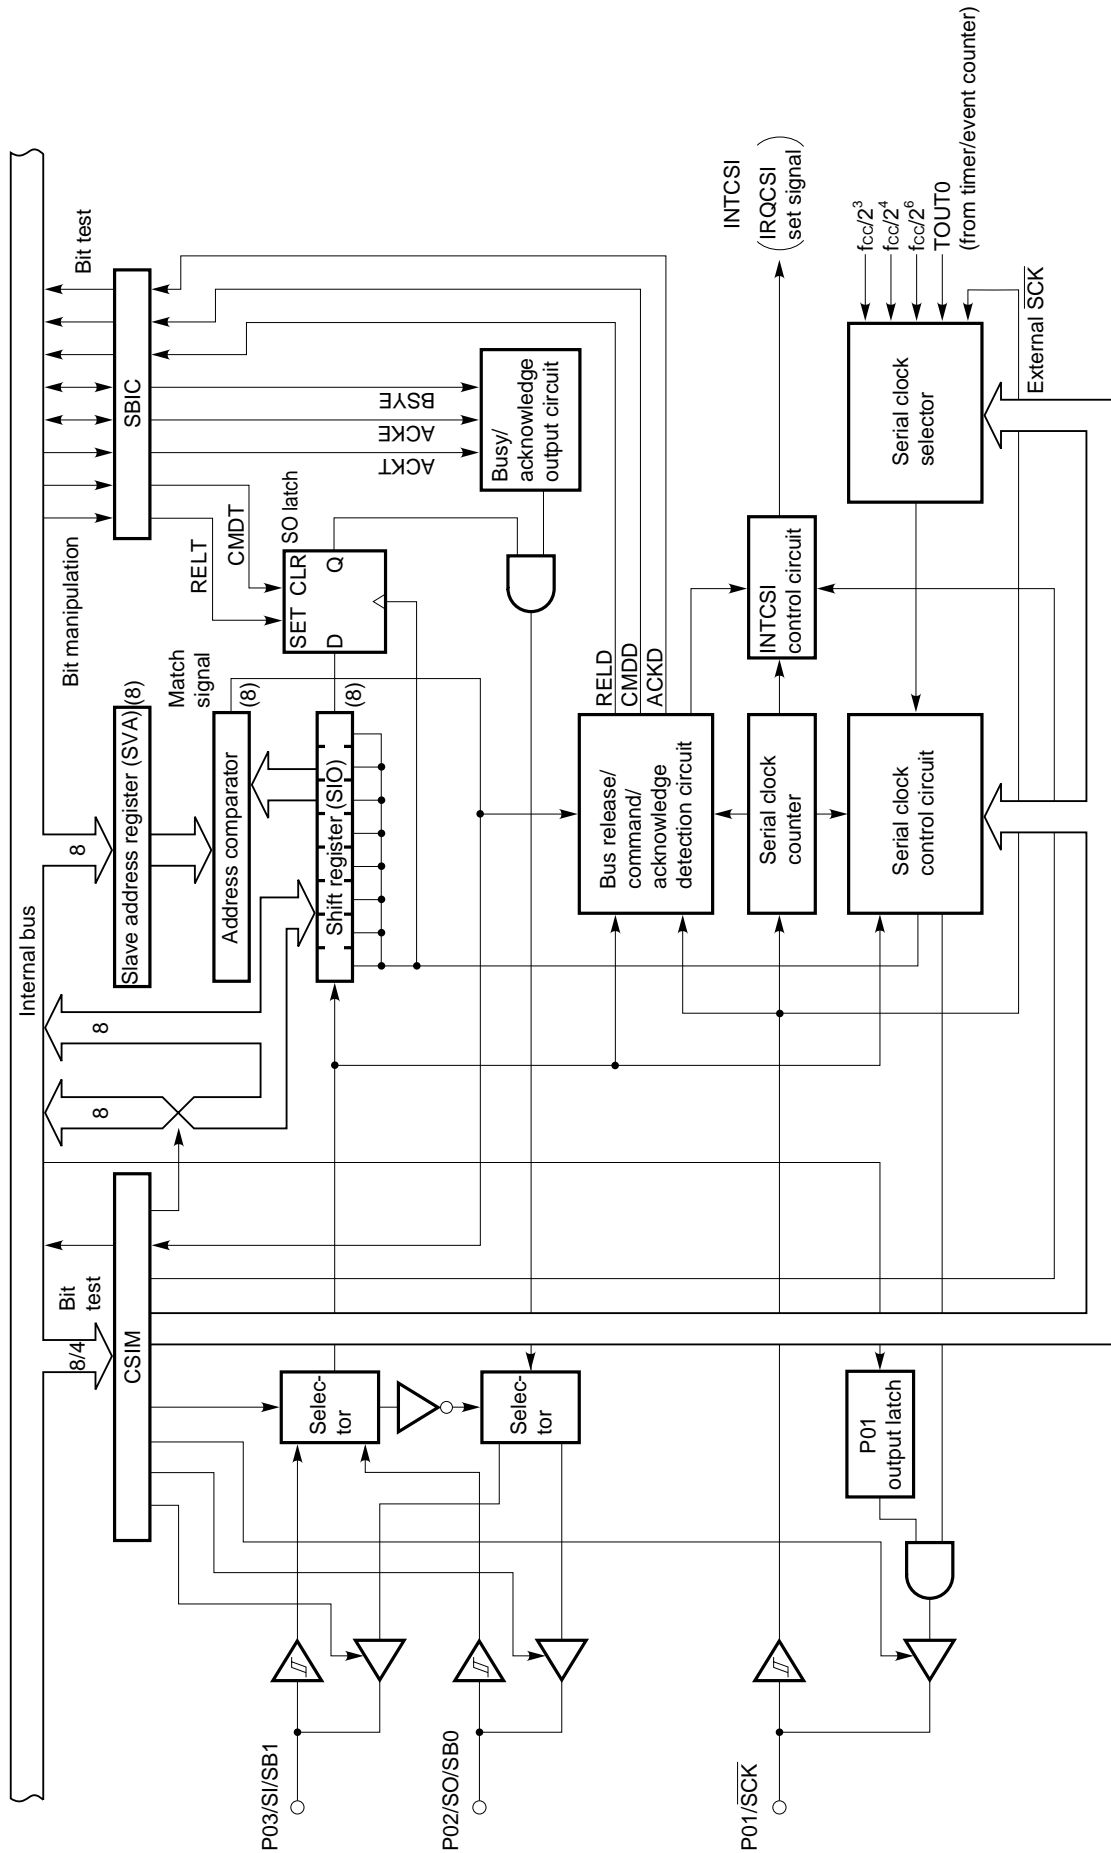 Internal bus
8/4
Bit
test
CSIM
8
8
8
Slave address register (SVA) (8)
Bit manipulation
SBIC
Bit test
Address comparator
(8)
Match
signal
RELT
CMDT
ACKT
ACKE
BSYE
Shift register (SIO)
(8)
SET CLR
D Q
SO latch
Busy/
acknowledge
output circuit
P03/SI/SB1
Selec-
tor
P02/SO/SB0
Selec-
tor
Bus release/
command/
acknowledge
detection circuit
RELD
CMDD
ACKD
INTCSI
IRQCSI
set signal
P01/SCK
Serial clock
counter
INTCSI
control circuit
P01
output latch
Serial clock
control circuit
Serial clock
selector
fcc/2³
fcc/2⁴
fcc/2⁶
TOUT0
(from timer/event counter)
External SCK